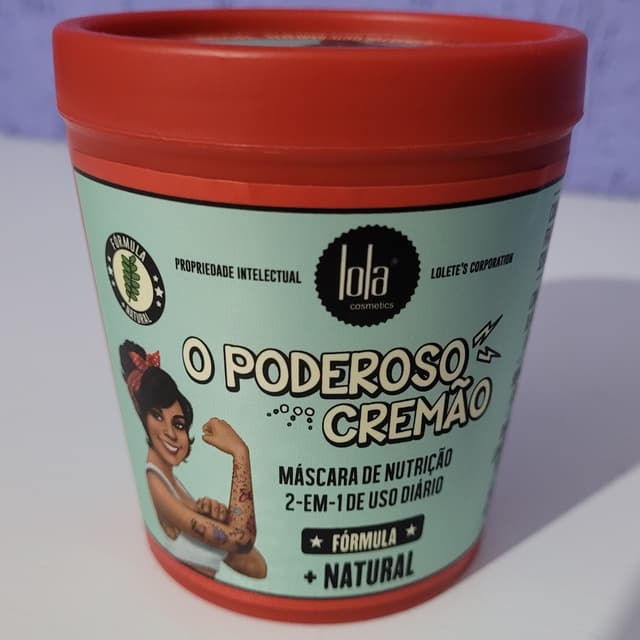 FÓRMULA
NATURAL
PROPRIEDADE INTELECTUAL
lola
cosmetics
LOLETE'S CORPORATION
O PODEROSO
CREMÃO
MÁSCARA DE NUTRIÇÃO
2-EM-1 DE USO DIÁRIO
FÓRMULA
+ NATURAL